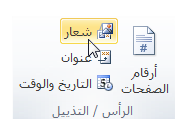 أرقام
الصفحات
شعار
عنوان
التاريخ والوقت
الرأس / التذييل